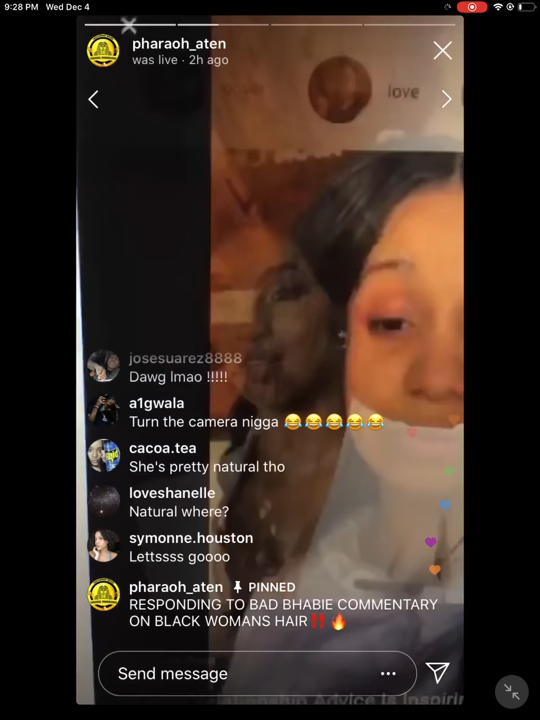 9:28 PM Wed Dec 4
pharaoh_aten
was live · 2h ago
love
josesuarez8888
Dawg lmao !!!!!
a1gwala
Turn the camera nigga 😂😂😂😂😂
cacoa.tea
She's pretty natural tho
loveshanelle
Natural where?
symonne.houston
Lettssss goooo
pharaoh_aten PINNED
RESPONDING TO BAD BHABIE COMMENTARY
ON BLACK WOMANS HAIR‼️🔥
Send message
Advice Is